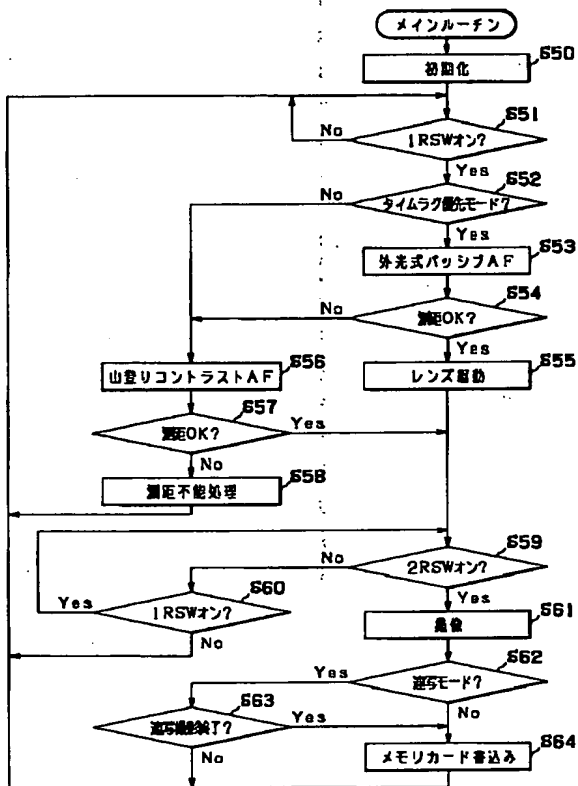 メインルーチン
S50
初期化
S51
1RSWオン?
No
Yes
S52
タイムラグ優先モード?
No
Yes
S53
外光式パッシブAF
S54
測距OK?
No
Yes
S55
レンズ駆動
S56
山登りコントラストAF
S57
測距OK?
Yes
No
S58
測距不能処理
S59
2RSWオン?
No
Yes
S60
1RSWオン?
Yes
No
S61
撮像
S62
連写モード?
Yes
No
S63
連写撮影終了?
Yes
No
S64
メモリカード書込み